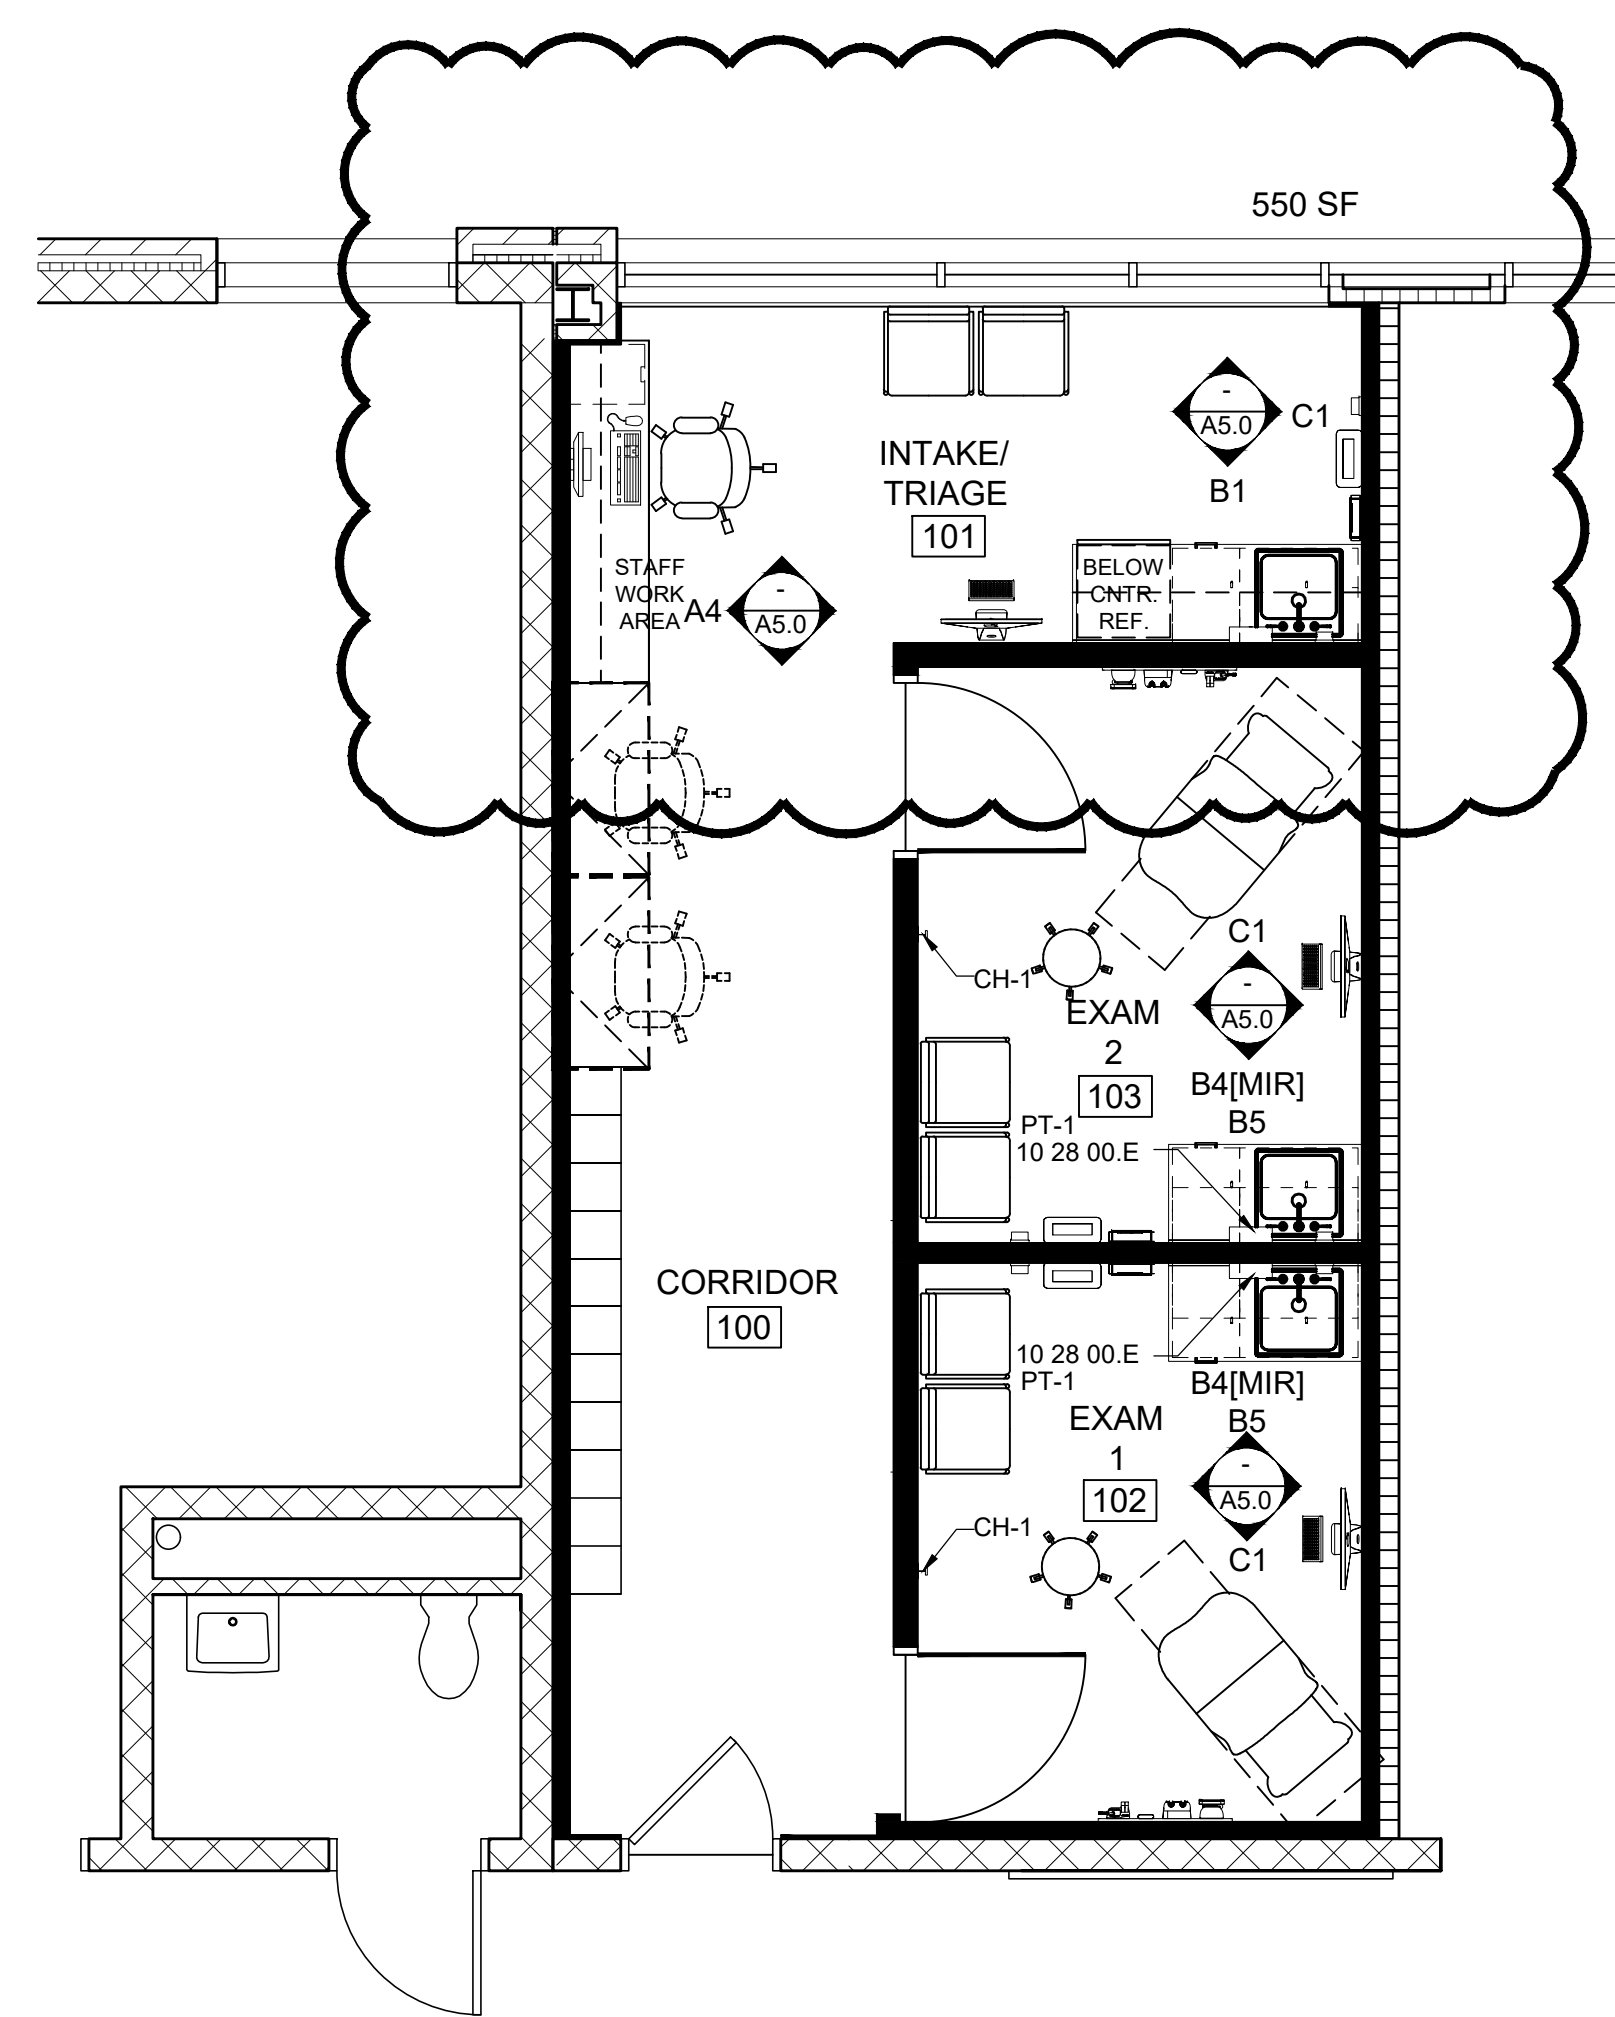 550 SF
-
A5.0
C1
B1
INTAKE/
TRIAGE
101
STAFF
WORK
AREA
A4
-
A5.0
BELOW
CNTR.
REF.
CH-1
C1
-
A5.0
EXAM
2
103
B4[MIR]
B5
PT-1
10 28 00.E
CORRIDOR
100
10 28 00.E
PT-1
B4[MIR]
B5
EXAM
1
102
-
A5.0
C1
CH-1